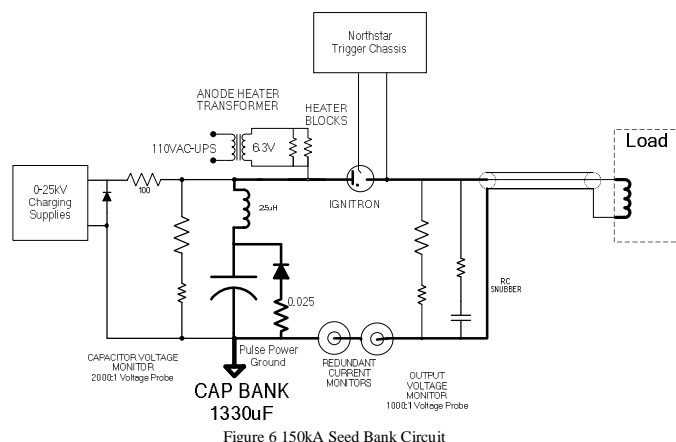 Northstar
Trigger Chassis
ANODE HEATER
TRANSFORMER
HEATER
BLOCKS
110VAC-UPS
6.3V
0-25kV
Charging
Supplies
100
IGNITRON
Load
25uH
0.025
RC
SNUBBER
CAPACITOR VOLTAGE
MONITOR
2000:1 Voltage Probe
Pulse Power
Ground
REDUNDANT
CURRENT
MONITORS
OUTPUT
VOLTAGE
MONITOR
1000:1 Voltage Probe
CAP BANK
1330uF
Figure 6 150kA Seed Bank Circuit